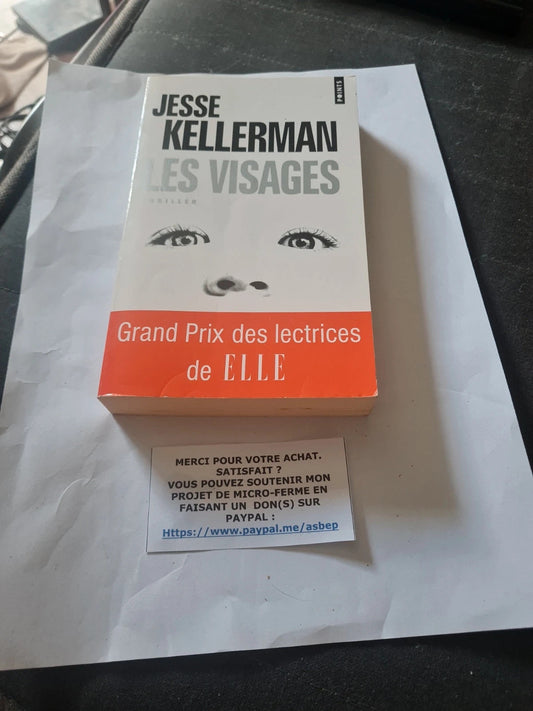 POINTS
JESSE
KELLERMAN
LES VISAGES
THRILLER
Grand Prix des lectrices
de ELLE
MERCI POUR VOTRE ACHAT.
SATISFAIT ?
VOUS POUVEZ SOUTENIR MON
PROJET DE MICRO-FERME EN
FAISANT UN DON(S) SUR
PAYPAL :
Https://www.paypal.me/asbep